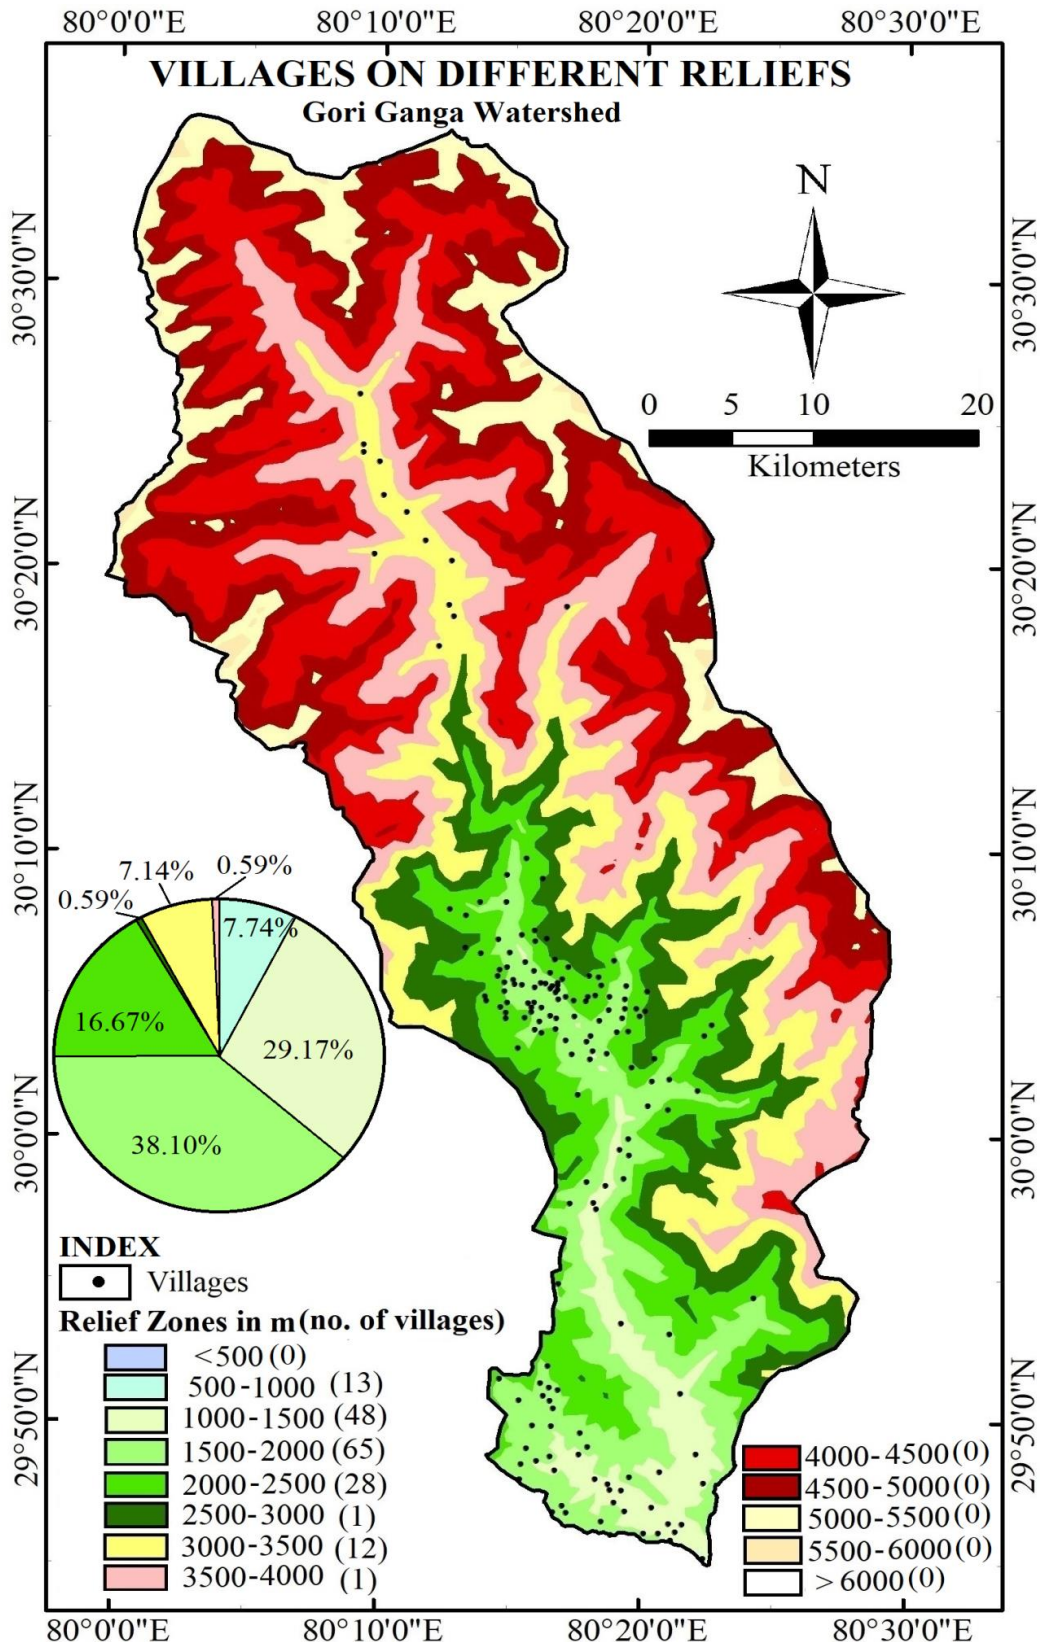 80°0'0"E 80°10'0"E 80°20'0"E 80°30'0"E
VILLAGES ON DIFFERENT RELIEFS
Gori Ganga Watershed
N
30°30'0"N 30°30'0"N
0 5 10 20
Kilometers
30°20'0"N 30°20'0"N
30°10'0"N 30°10'0"N
7.14% 0.59%
0.59% 7.74%
16.67% 29.17%
38.10%
30°0'0"N 30°0'0"N
INDEX
Villages
Relief Zones in m (no. of villages)
<500 (0)
500-1000 (13)
1000-1500 (48)
1500-2000 (65)
2000-2500 (28)
2500-3000 (1)
3000-3500 (12)
3500-4000 (1)
29°50'0"N 29°50'0"N
4000-4500 (0)
4500-5000 (0)
5000-5500 (0)
5500-6000 (0)
>6000 (0)
80°0'0"E 80°10'0"E 80°20'0"E 80°30'0"E